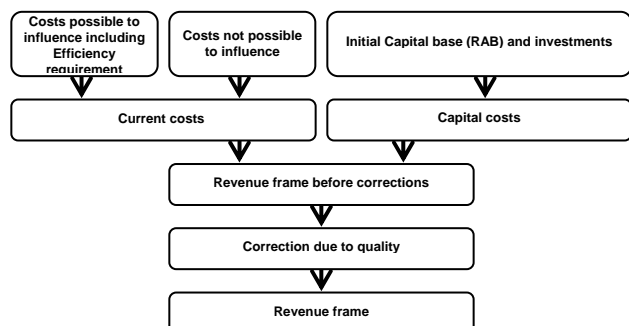 Costs possible to
influence including
Efficiency
requirement
Costs not possible
to influence
Initial Capital base (RAB) and investments
Current costs
Capital costs
Revenue frame before corrections
Correction due to quality
Revenue frame